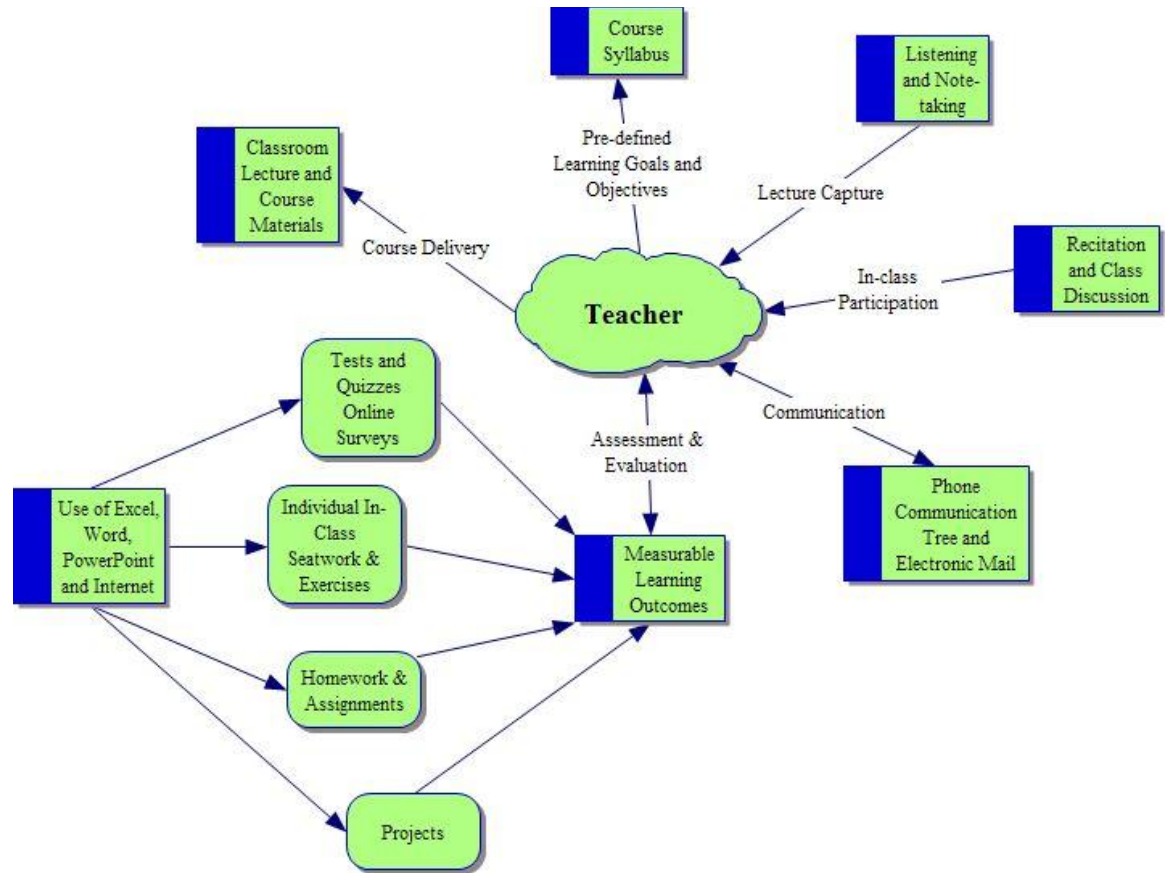 Course
Syllabus
Listening
and Note-
taking
Pre-defined
Learning Goals and
Objectives
Classroom
Lecture and
Course
Materials
Lecture Capture
Course Delivery
Recitation
and Class
Discussion
In-class
Participation
Teacher
Tests and
Quizzes
Online
Surveys
Communication
Assessment &
Evaluation
Phone
Communication
Tree and
Electronic Mail
Use of Excel,
Word,
PowerPoint
and Internet
Individual In-
Class
Seatwork &
Exercises
Measurable
Learning
Outcomes
Homework &
Assignments
Projects